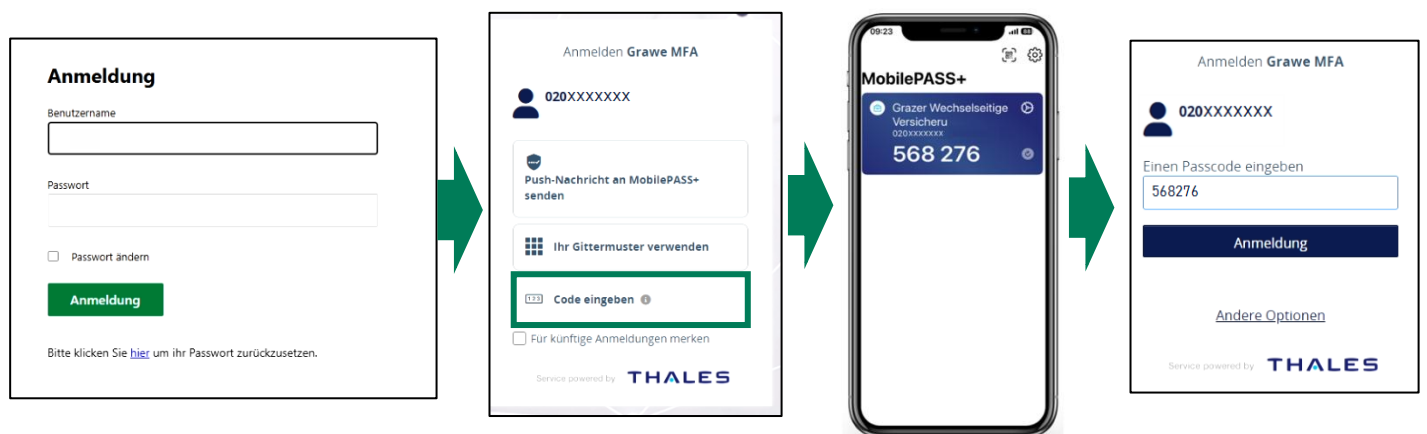 Anmeldung
Benutzername
Passwort
Passwort ändern
Anmeldung
Bitte klicken Sie hier um ihr Passwort zurückzusetzen.
Anmelden Grawe MFA
020XXXXXXX
Push-Nachricht an MobilePASS+
senden
Ihr Gittermuster verwenden
123 Code eingeben
Für künftige Anmeldungen merken
Service powered by THALES
09:23
MobilePASS+
Grazer Wechselseitige
Versicheru
020XXXXXXX
568 276
Anmelden Grawe MFA
020XXXXXXX
Einen Passcode eingeben
568276
Anmeldung
Andere Optionen
Service powered by THALES